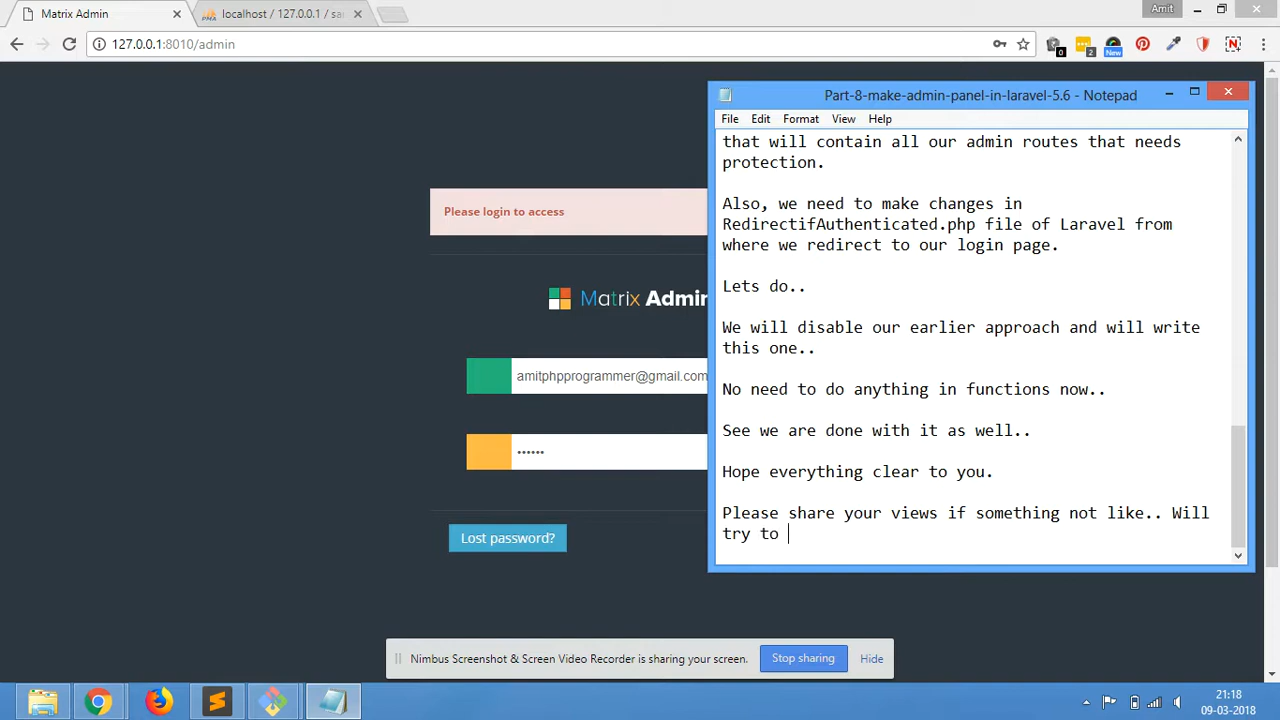 Matrix Admin
localhost / 127.0.0.1 / sa
Amit
127.0.0.1:8010/admin
0
2
New
Part-8-make-admin-panel-in-laravel-5.6 - Notepad
File Edit Format View Help
that will contain all our admin routes that needs
protection.
Also, we need to make changes in
RedirectifAuthenticated.php file of Laravel from
where we redirect to our login page.
Lets do..
We will disable our earlier approach and will write
this one..
No need to do anything in functions now..
See we are done with it as well..
Hope everything clear to you.
Please share your views if something not like.. Will
try to
Please login to access
Matrix Admin
amitphpprogrammer@gmail.com
••••••
Lost password?
Nimbus Screenshot & Screen Video Recorder is sharing your screen.
Stop sharing
Hide
21:18
09-03-2018